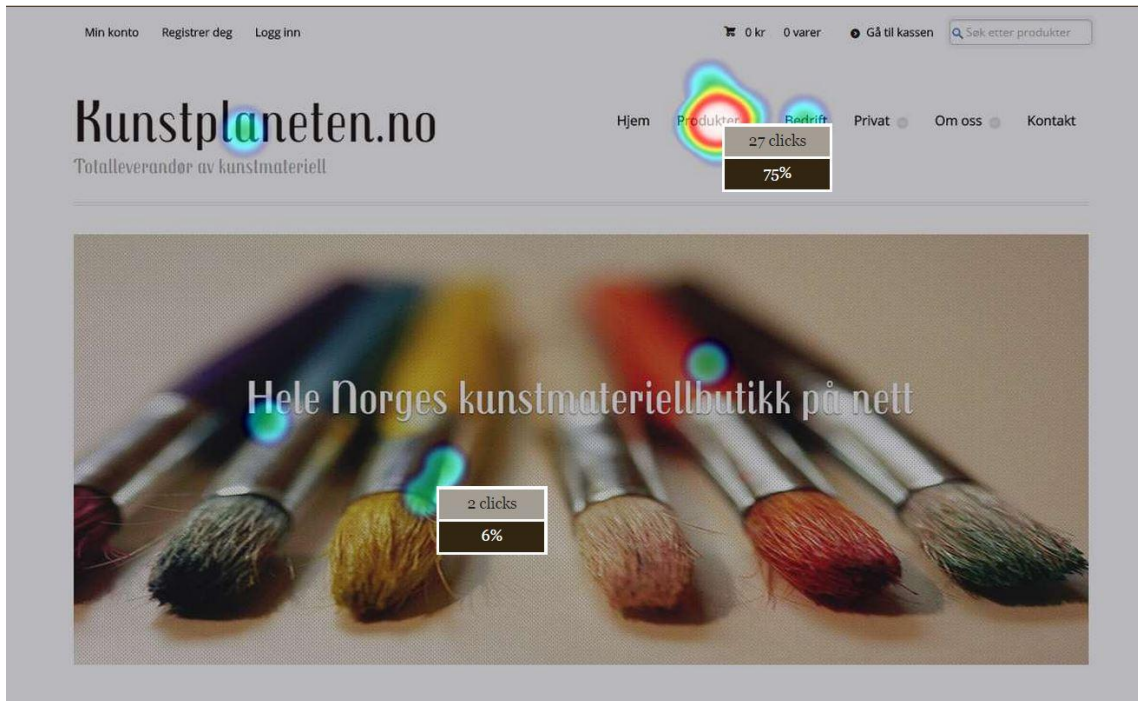 Min konto Registrer deg Logg inn 0 kr 0 varer Gå til kassen Søk etter produkter
Kunstplaneten.no
Totalleverandør av kunstmateriell
Hjem Produkter Bedrift Privat Om oss Kontakt
27 clicks
75%
Hele Norges kunstmateriellbutikk på nett
2 clicks
6%